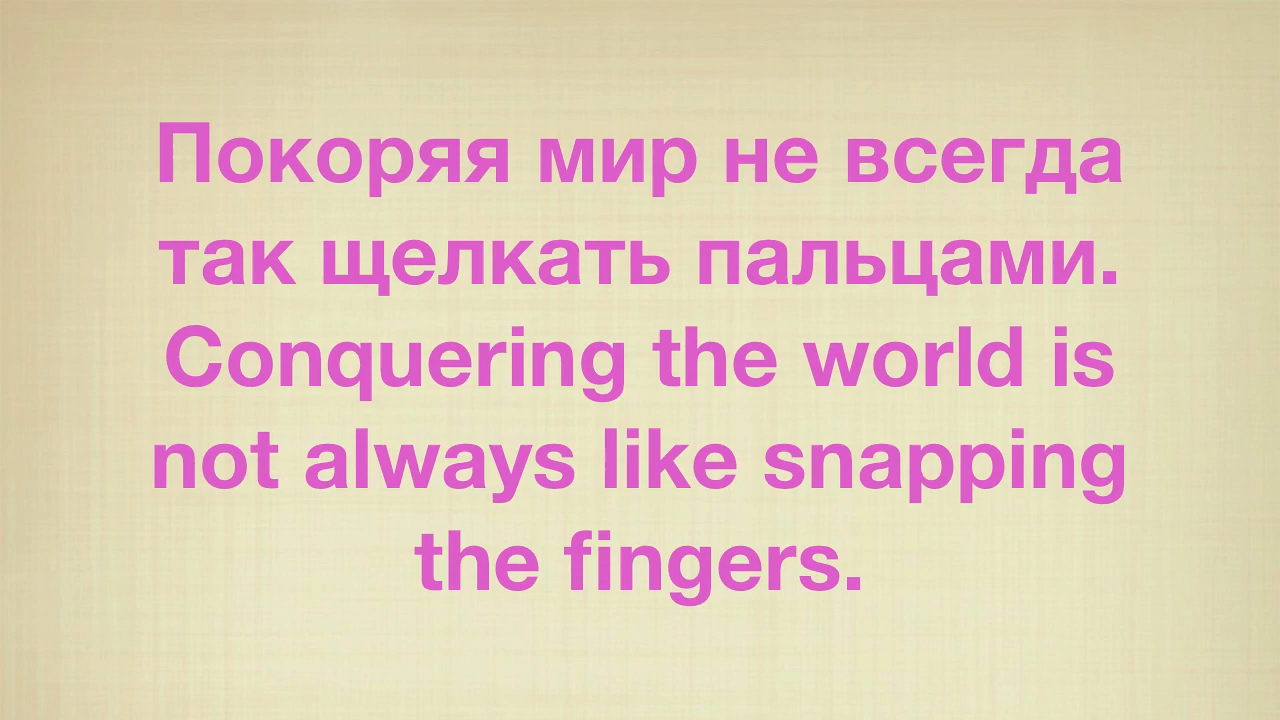 Покоряя мир не всегда
так щелкать пальцами.
Conquering the world is
not always like snapping
the fingers.